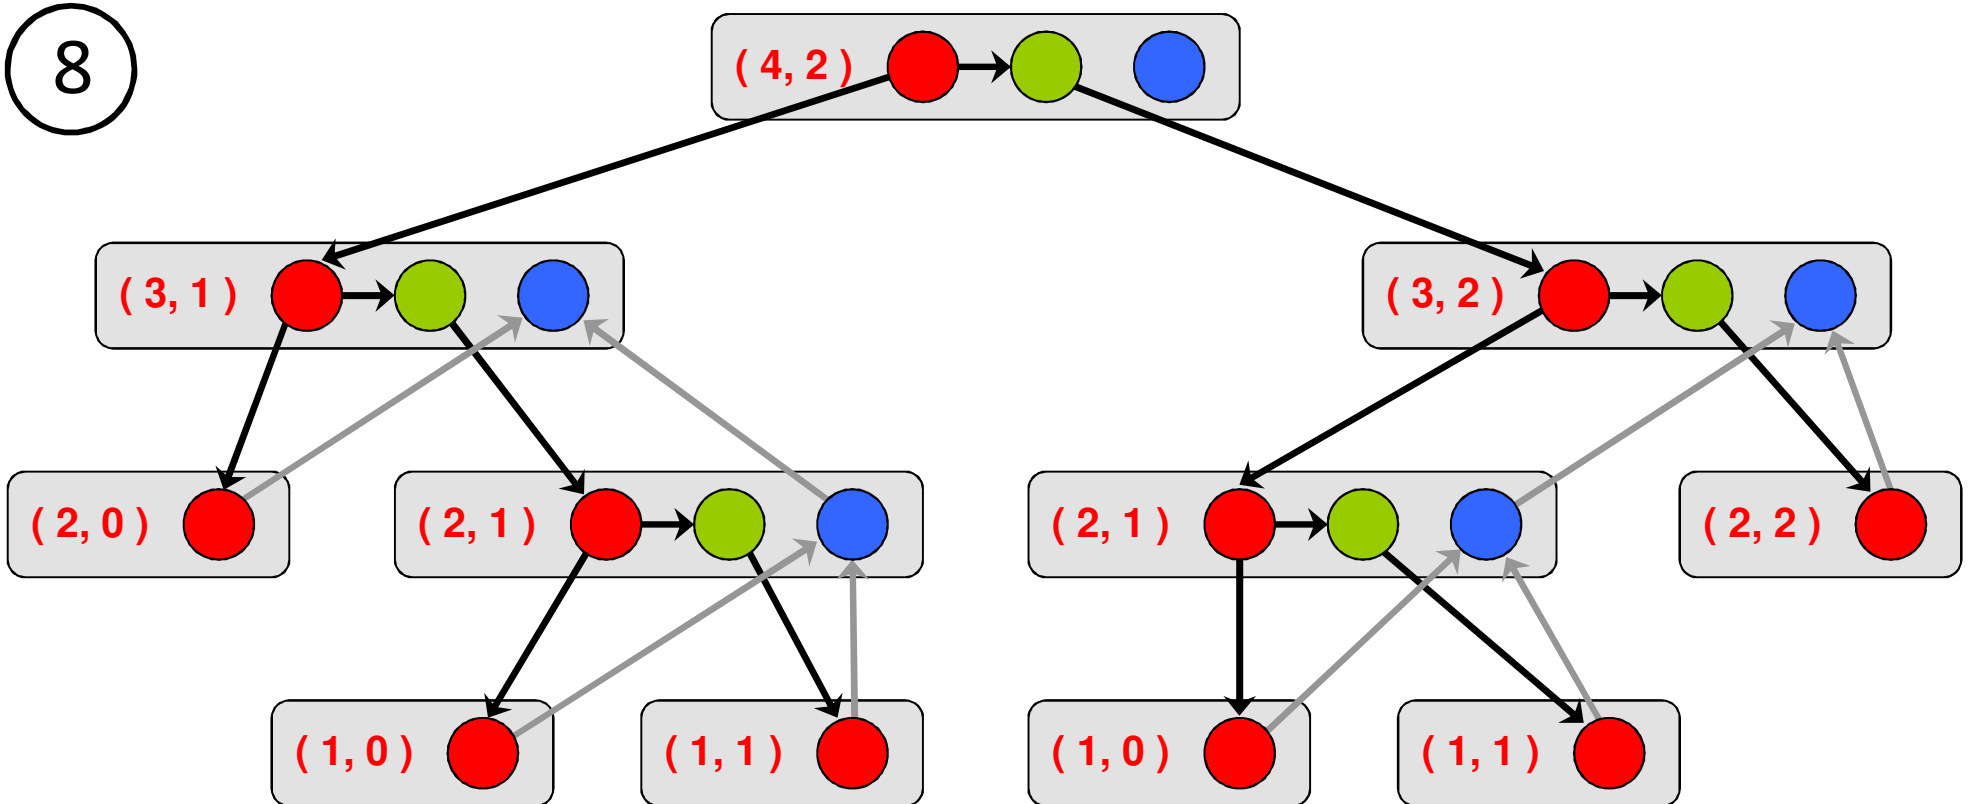 8
( 4, 2 )
( 3, 1 )
( 3, 2 )
( 2, 0 )
( 2, 1 )
( 2, 1 )
( 2, 2 )
( 1, 0 )
( 1, 1 )
( 1, 0 )
( 1, 1 )